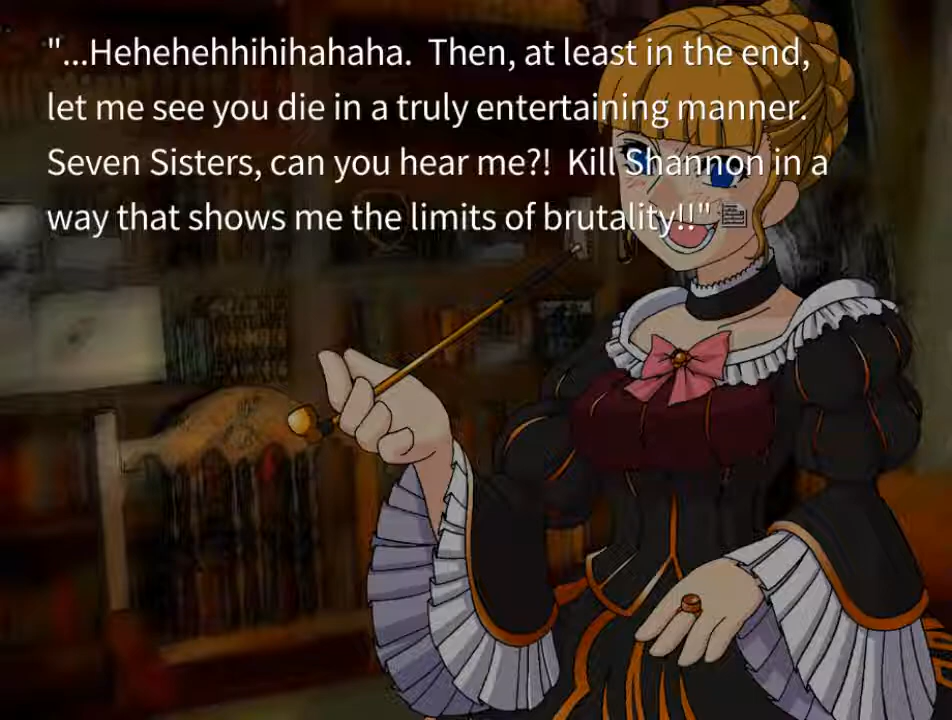 "...Hehehehhihihahaha.  Then, at least in the end,
let me see you die in a truly entertaining manner.
Seven Sisters, can you hear me?!  Kill Shannon in a
way that shows me the limits of brutality!!"